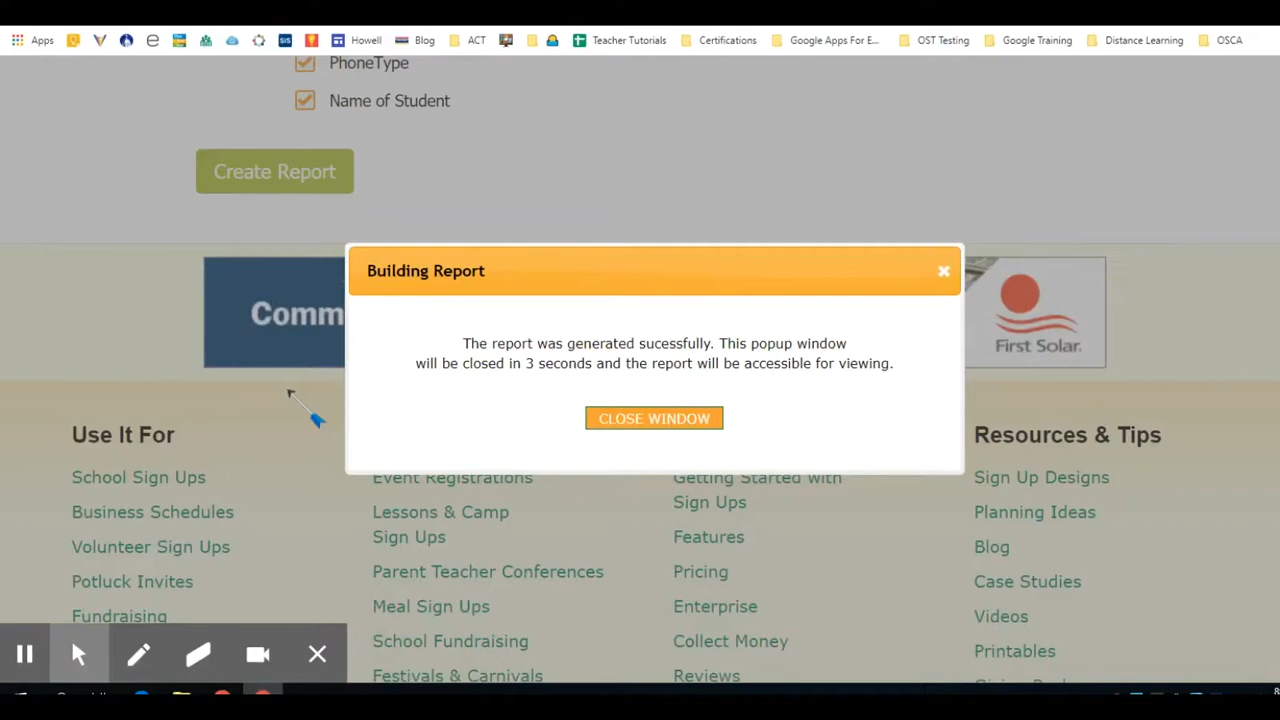 Apps
Howell
Blog
ACT
Teacher Tutorials
Certifications
Google Apps For E...
OST Testing
Google Training
Distance Learning
OSCA
PhoneType
Name of Student
Create Report
Building Report
Comm
The report was generated sucessfully. This popup window
will be closed in 3 seconds and the report will be accessible for viewing.
First Solar.
CLOSE WINDOW
Use It For
School Sign Ups
Business Schedules
Volunteer Sign Ups
Potluck Invites
Fundraising
Event Registrations
Lessons & Camp
Sign Ups
Parent Teacher Conferences
Meal Sign Ups
School Fundraising
Festivals & Carnivals
Getting Started with
Sign Ups
Features
Pricing
Enterprise
Collect Money
Reviews
Resources & Tips
Sign Up Designs
Planning Ideas
Blog
Case Studies
Videos
Printables